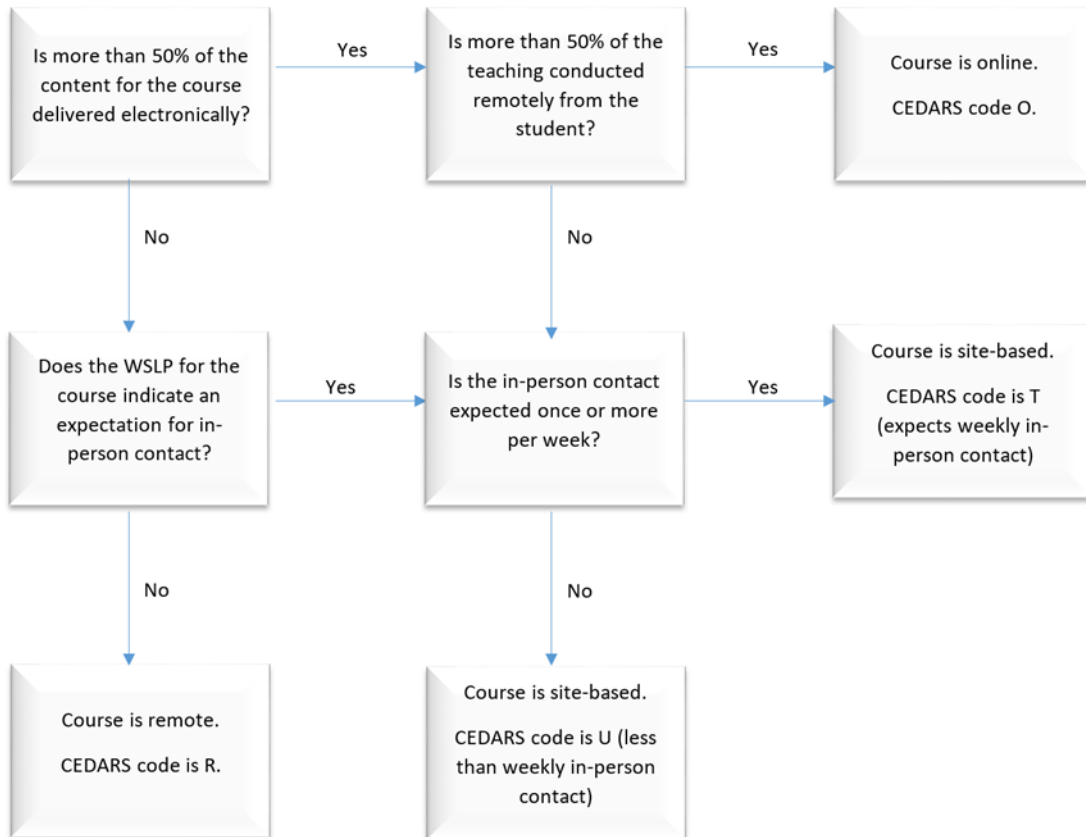 Is more than 50% of the
content for the course
delivered electronically?
Yes
Is more than 50% of the
teaching conducted
remotely from the
student?
Yes
Course is online.
CEDARS code O.
No
No
Does the WSLP for the
course indicate an
expectation for in-
person contact?
Yes
Is the in-person contact
expected once or more
per week?
Yes
Course is site-based.
CEDARS code is T
(expects weekly in-
person contact)
No
No
Course is remote.
CEDARS code is R.
Course is site-based.
CEDARS code is U (less
than weekly in-person
contact)